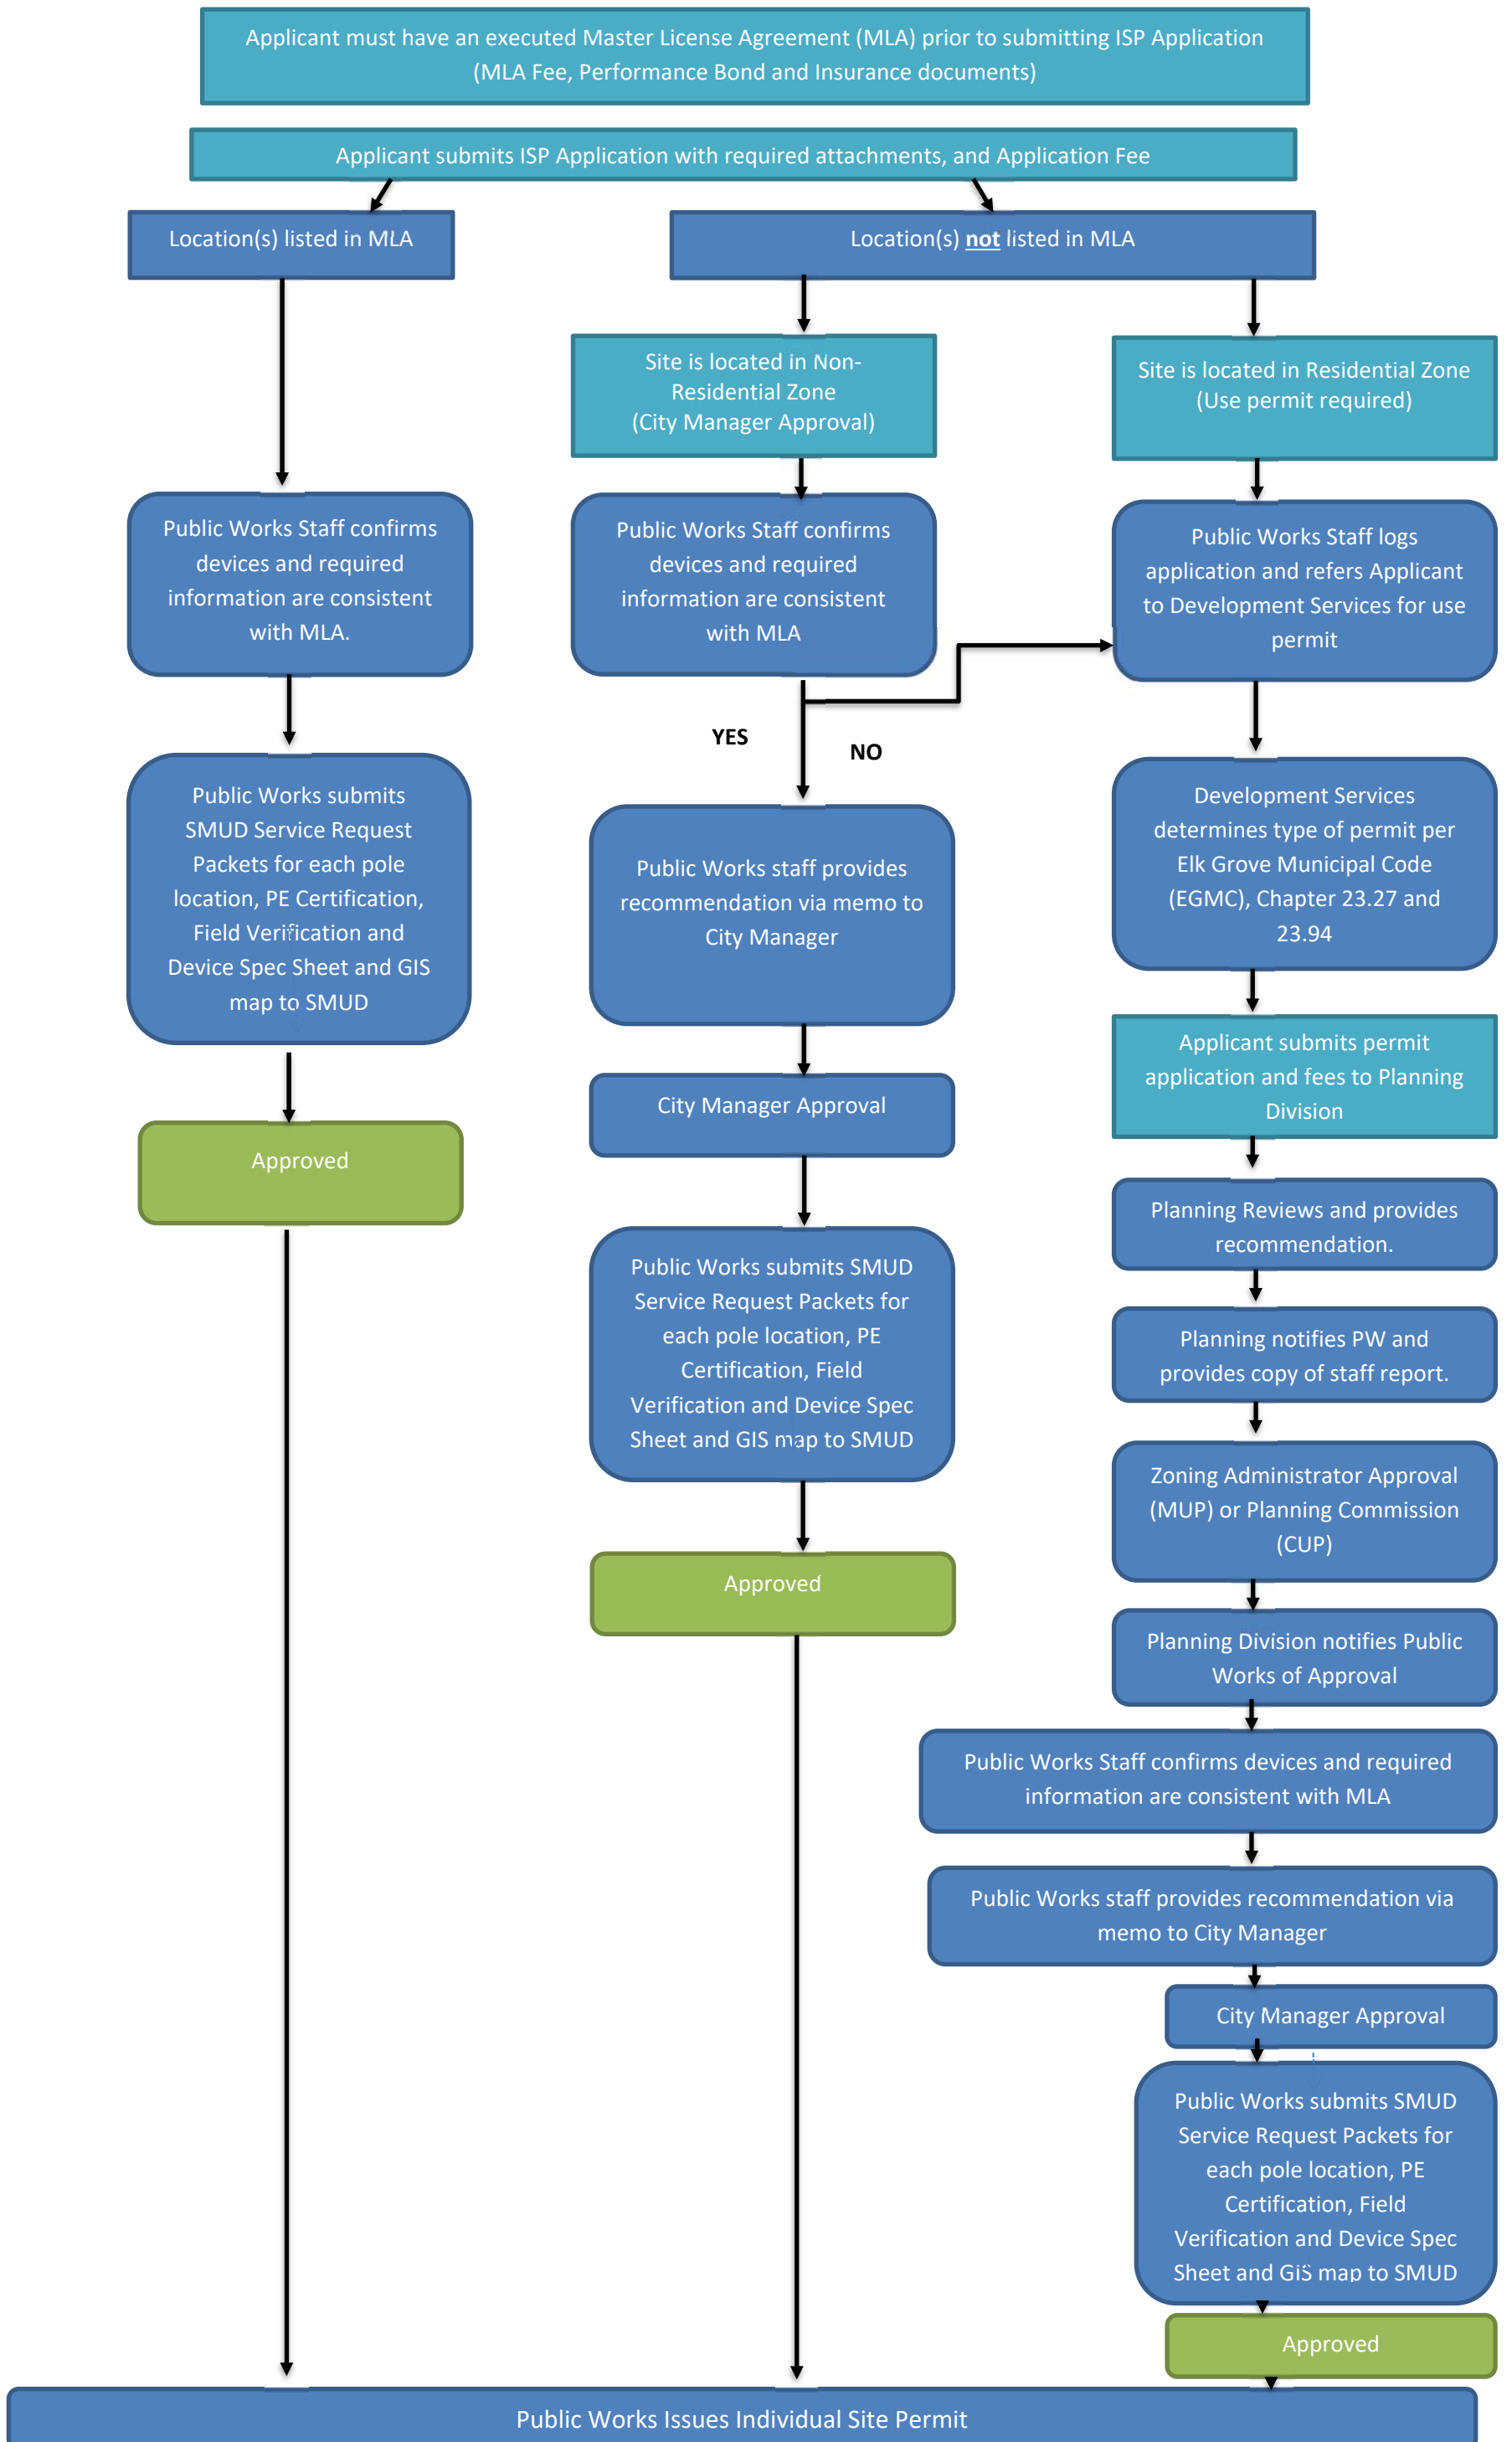 Applicant must have an executed Master License Agreement (MLA) prior to submitting ISP Application
(MLA Fee, Performance Bond and Insurance documents)
Applicant submits ISP Application with required attachments, and Application Fee
Location(s) listed in MLA
Location(s) not listed in MLA
Site is located in Non-
Residential Zone
(City Manager Approval)
Site is located in Residential Zone
(Use permit required)
Public Works Staff confirms
devices and required
information are consistent
with MLA.
Public Works Staff confirms
devices and required
information are consistent
with MLA
Public Works Staff logs
application and refers Applicant
to Development Services for use
permit
YES
NO
Public Works submits
SMUD Service Request
Packets for each pole
location, PE Certification,
Field Verification and
Device Spec Sheet and GIS
map to SMUD
Public Works staff provides
recommendation via memo to
City Manager
Development Services
determines type of permit per
Elk Grove Municipal Code
(EGMC), Chapter 23.27 and
23.94
Applicant submits permit
application and fees to Planning
Division
City Manager Approval
Approved
Planning Reviews and provides
recommendation.
Public Works submits SMUD
Service Request Packets for
each pole location, PE
Certification, Field
Verification and Device Spec
Sheet and GIS map to SMUD
Planning notifies PW and
provides copy of staff report.
Zoning Administrator Approval
(MUP) or Planning Commission
(CUP)
Approved
Planning Division notifies Public
Works of Approval
Public Works Staff confirms devices and required
information are consistent with MLA
Public Works staff provides recommendation via
memo to City Manager
City Manager Approval
Public Works submits SMUD
Service Request Packets for
each pole location, PE
Certification, Field
Verification and Device Spec
Sheet and GIS map to SMUD
Approved
Public Works Issues Individual Site Permit